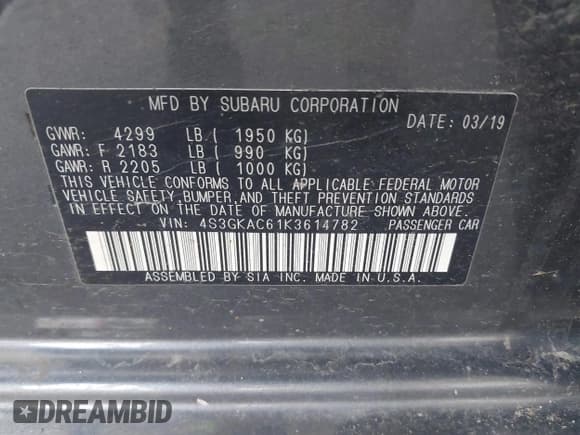 MFD BY SUBARU CORPORATION
DATE: 03/19
GVWR: 4299 LB ( 1950 KG)
GAWR: F 2183 LB ( 990 KG)
GAWR: R 2205 LB ( 1000 KG)
THIS VEHICLE CONFORMS TO ALL APPLICABLE FEDERAL MOTOR
VEHICLE SAFETY,BUMPER,AND THEFT PREVENTION STANDARDS
IN EFFECT ON THE DATE OF MANUFACTURE SHOWN ABOVE.
VIN: 4S3GKAC61K3614782 PASSENGER CAR
ASSEMBLED BY SIA INC. MADE IN U.S.A.
DREAMBID